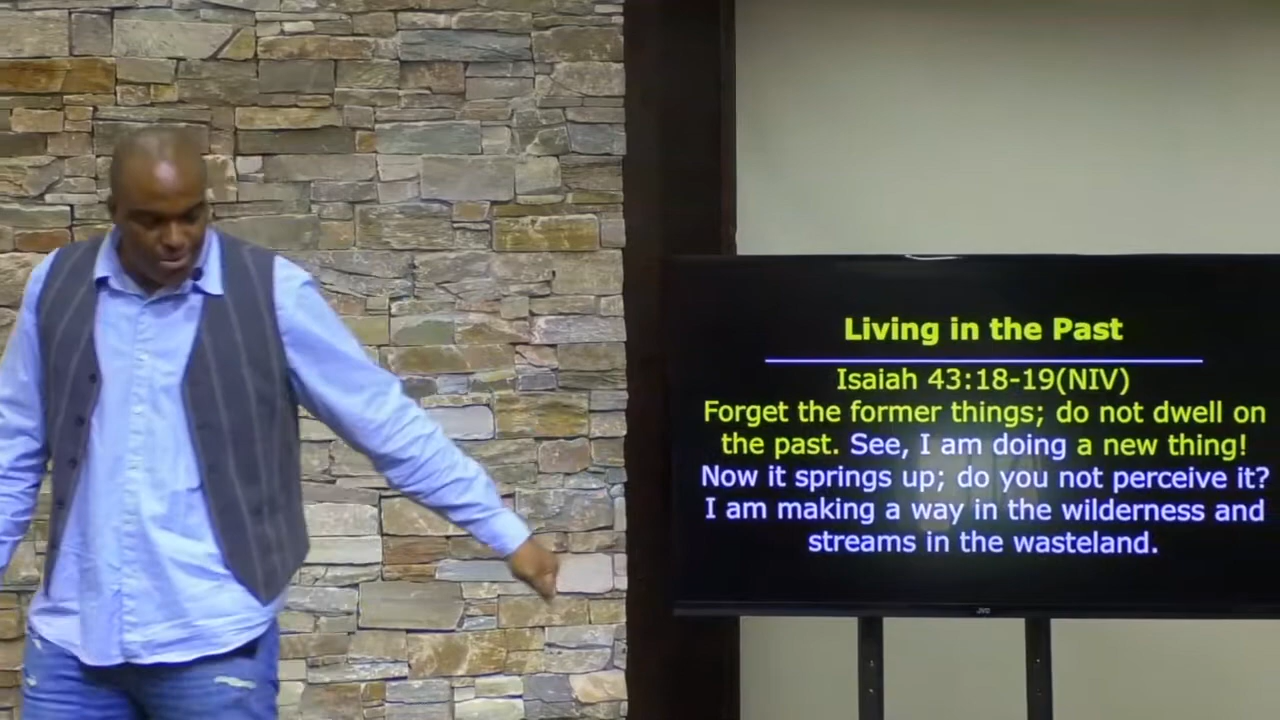 Living in the Past
Isaiah 43:18-19(NIV)
Forget the former things; do not dwell on
the past. See, I am doing a new thing!
Now it springs up; do you not perceive it?
I am making a way in the wilderness and
streams in the wasteland.
JVC